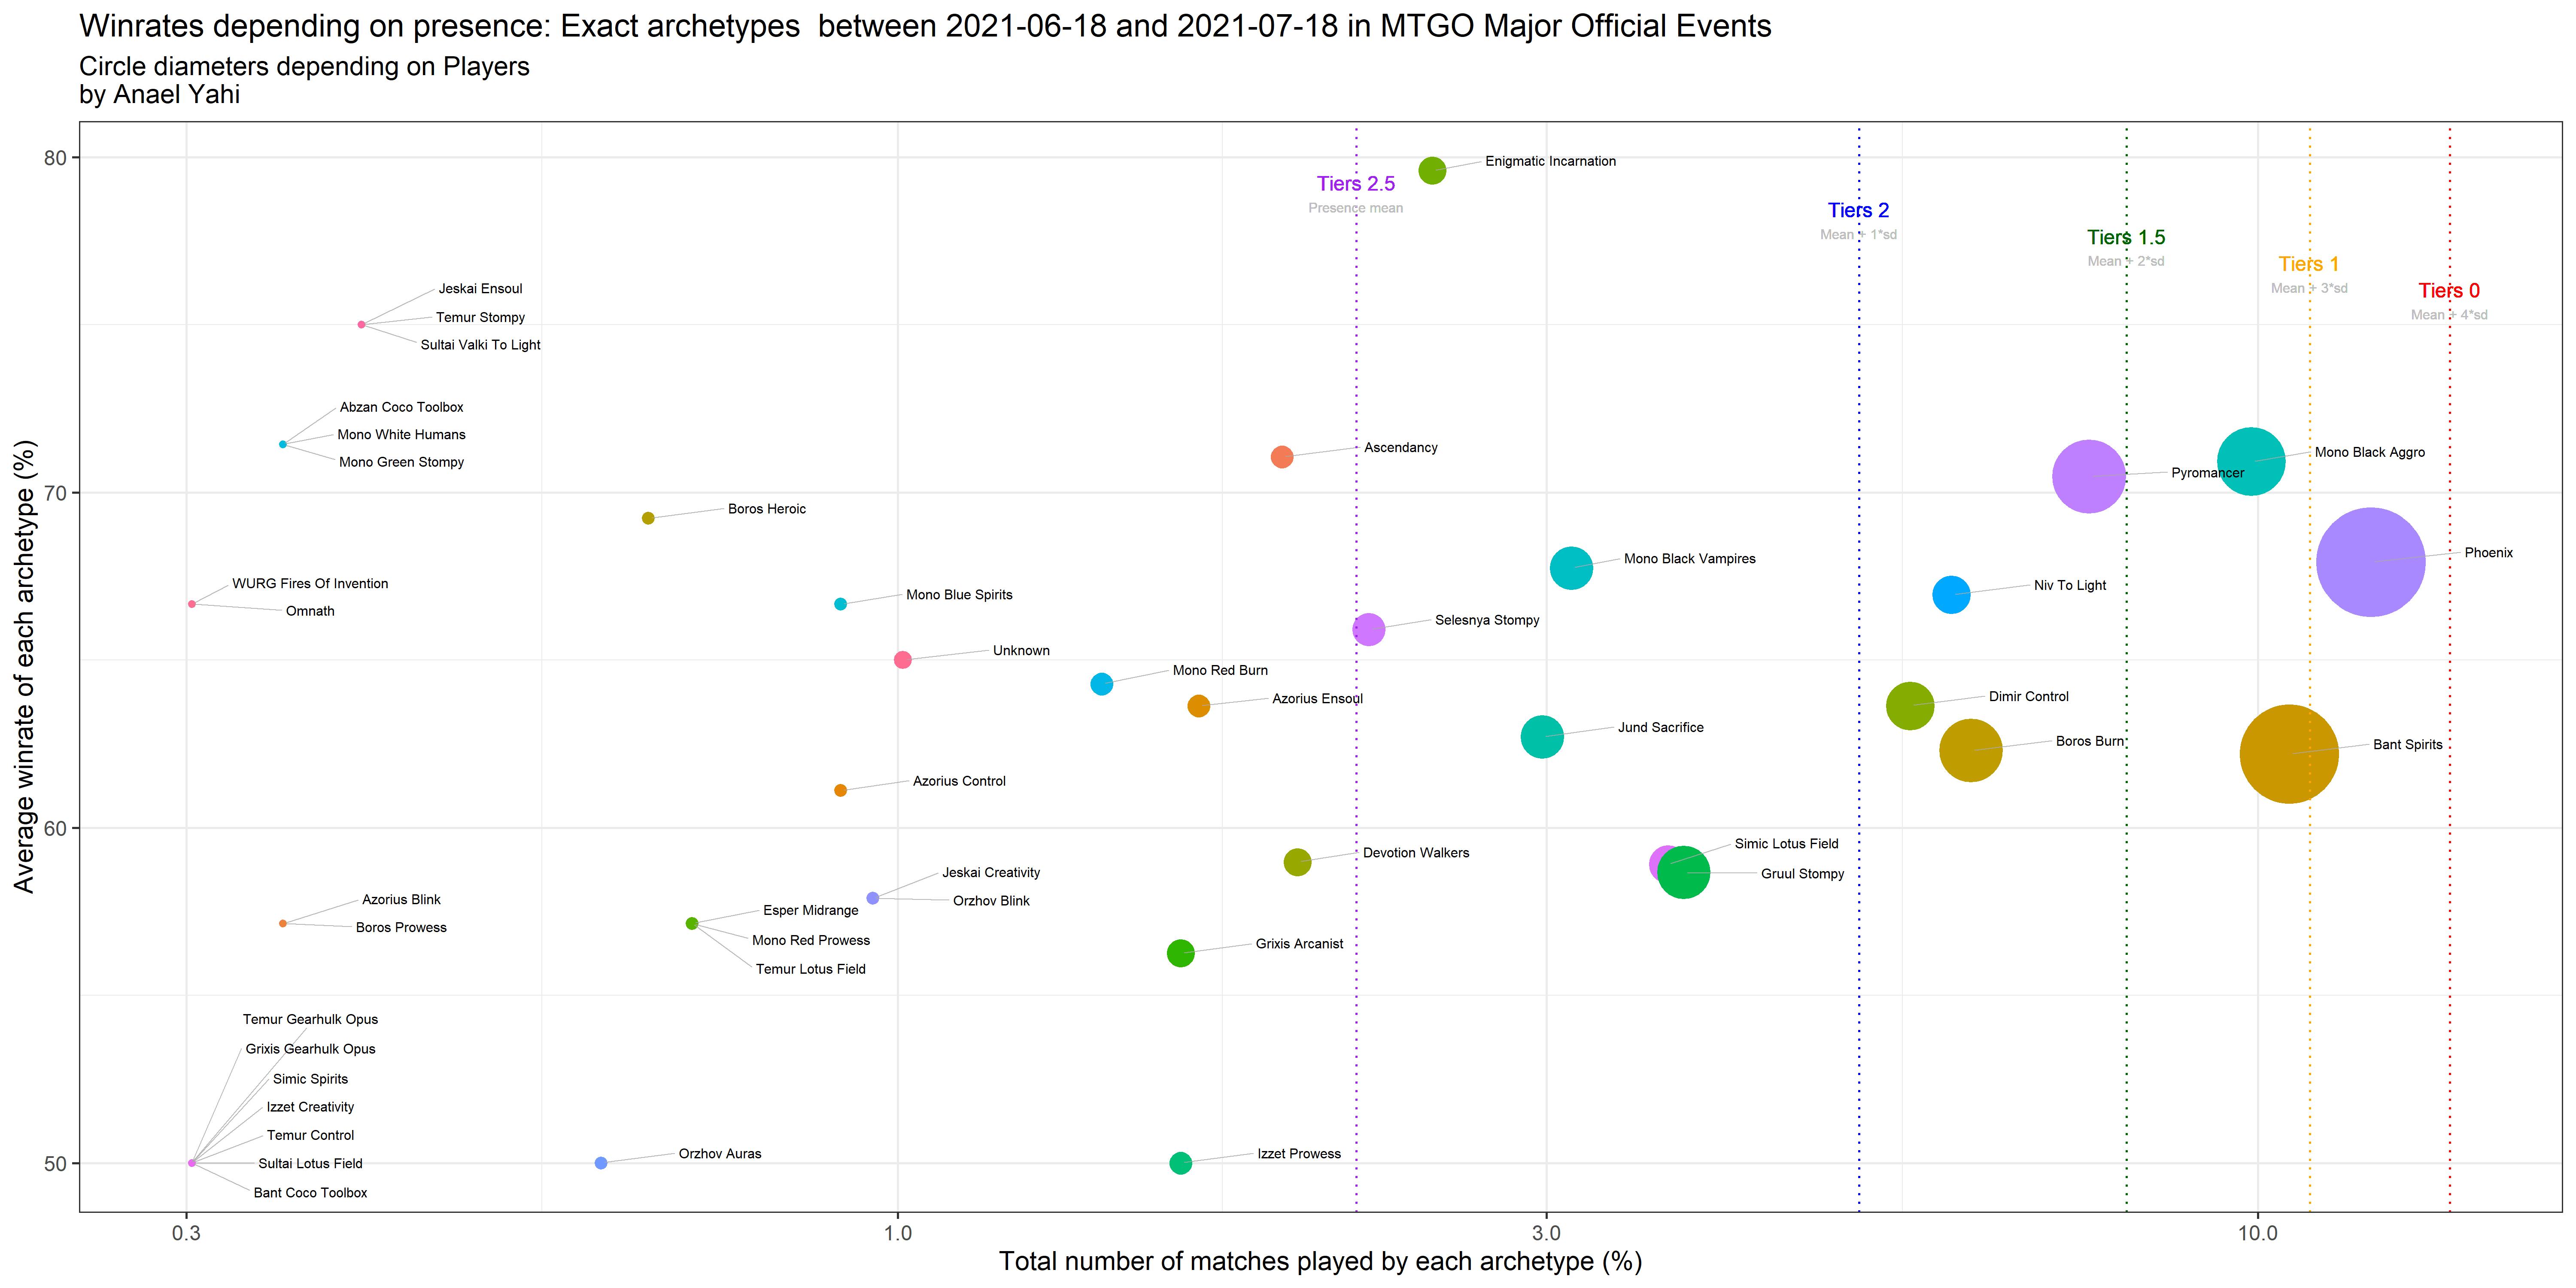 Winrates depending on presence: Exact archetypes  between 2021-06-18 and 2021-07-18 in MTGO Major Official Events
Circle diameters depending on Players
by Anael Yahi
Average winrate of each archetype (%)
80
70
60
50
Enigmatic Incarnation
Tiers 2.5
Presence mean
Tiers 2
Mean + 1*sd
Tiers 1.5
Mean + 2*sd
Tiers 1
Mean + 3*sd
Tiers 0
Mean + 4*sd
Jeskai Ensoul
Temur Stompy
Sultai Valki To Light
Abzan Coco Toolbox
Mono White Humans
Mono Green Stompy
Ascendancy
Mono Black Aggro
Pyromancer
Boros Heroic
Phoenix
Mono Black Vampires
WURG Fires Of Invention
Omnath
Niv To Light
Mono Blue Spirits
Selesnya Stompy
Unknown
Mono Red Burn
Azorius Ensoul
Dimir Control
Jund Sacrifice
Boros Burn
Bant Spirits
Azorius Control
Simic Lotus Field
Devotion Walkers
Gruul Stompy
Jeskai Creativity
Orzhov Blink
Azorius Blink
Boros Prowess
Esper Midrange
Mono Red Prowess
Temur Lotus Field
Grixis Arcanist
Temur Gearhulk Opus
Grixis Gearhulk Opus
Simic Spirits
Izzet Creativity
Temur Control
Sultai Lotus Field
Bant Coco Toolbox
Orzhov Auras
Izzet Prowess
0.3
1.0
3.0
10.0
Total number of matches played by each archetype (%)